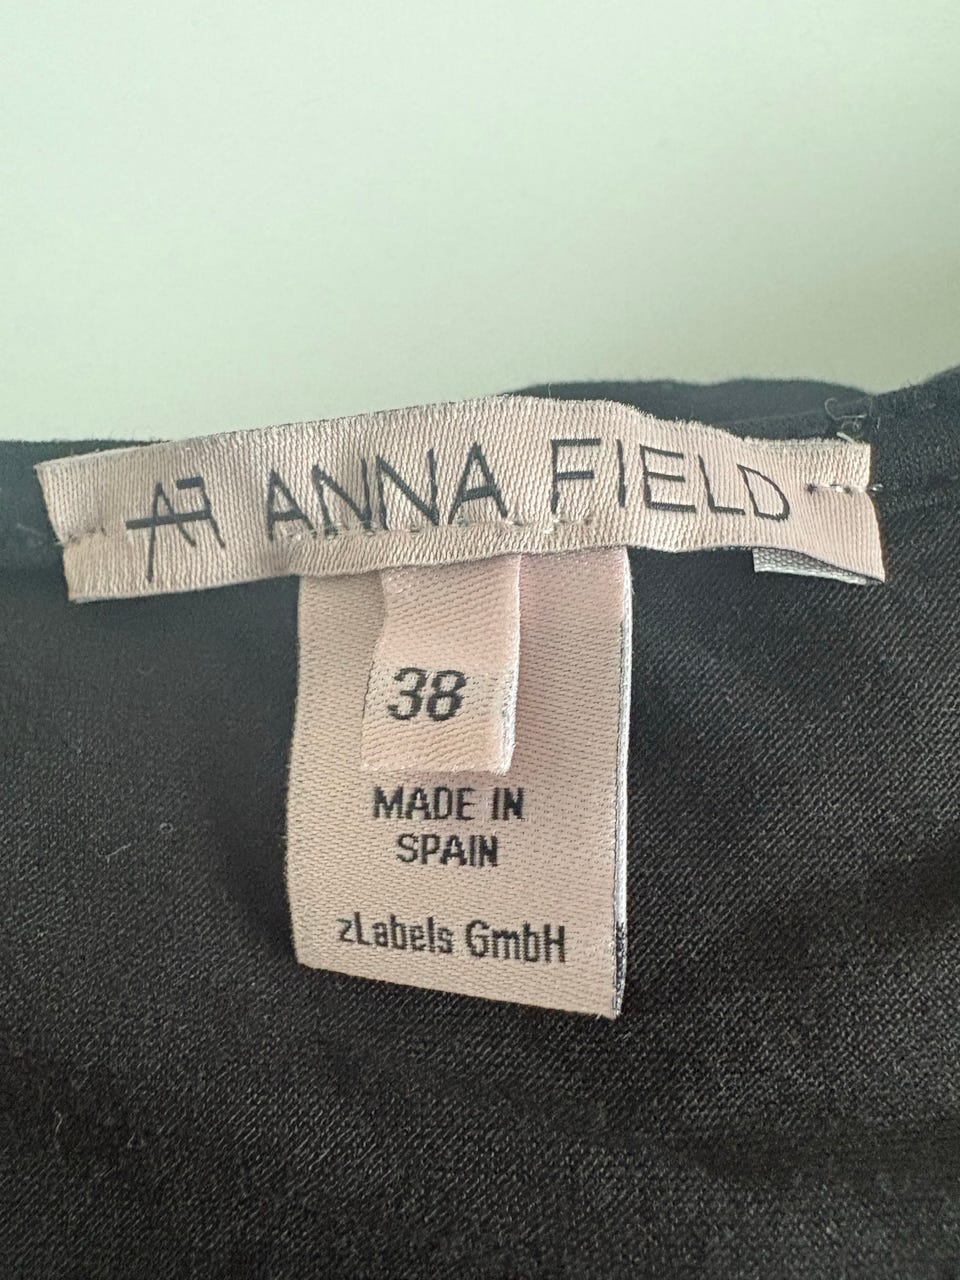 AF ANNA FIELD
38
MADE IN
SPAIN
zLabels GmbH